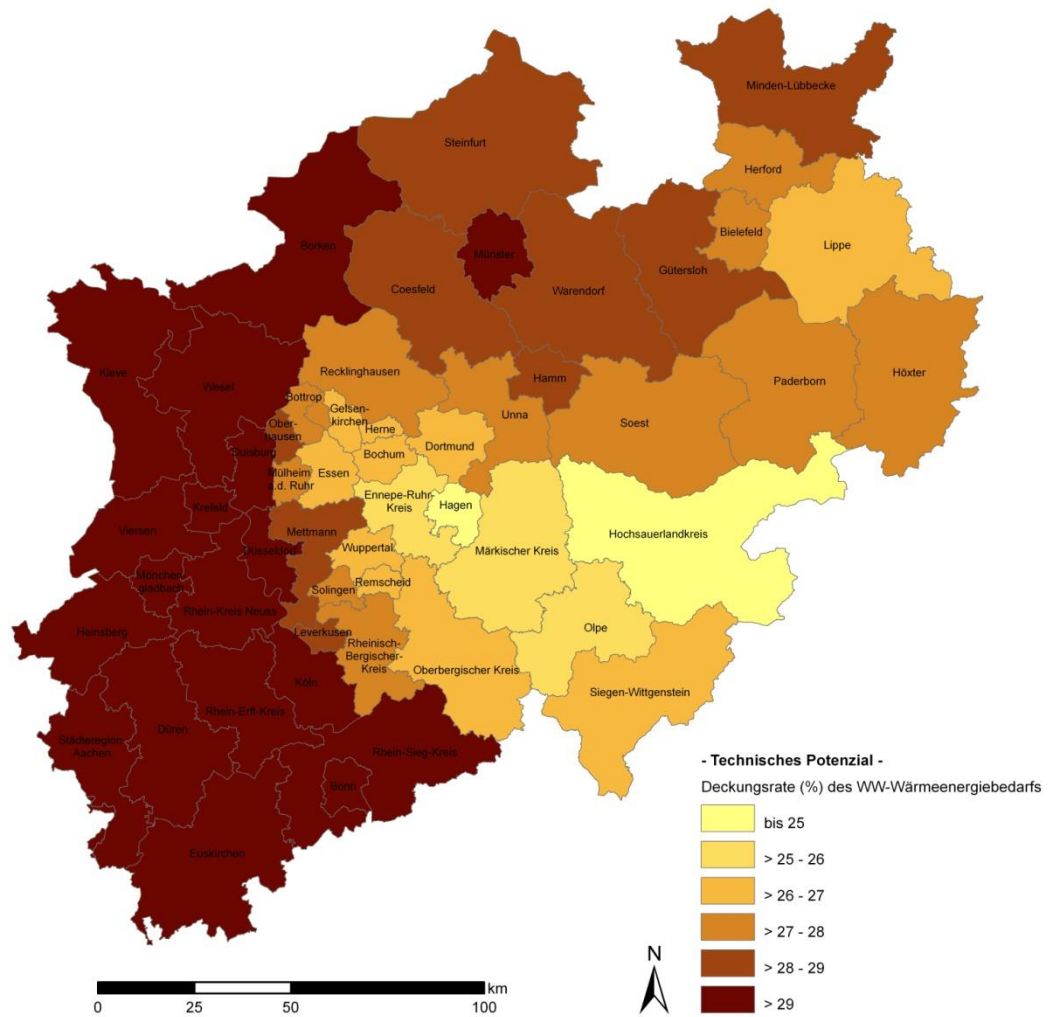 Minden-Lübbecke
Steinfurt
Herford
Bielefeld
Lippe
Borken
Münster
Gütersloh
Coesfeld
Warendorf
Kleve
Wesel
Recklinghausen
Hamm
Paderborn
Höxter
Bottrop
Gelsen-
kirchen
Unna
Soest
Ober-
hausen
Herne
Dortmund
Duisburg
Bochum
Essen
Mülheim
a.d. Ruhr
Ennepe-Ruhr-
Kreis
Hagen
Krefeld
Viersen
Mettmann
Hochsauerlandkreis
Düsseldorf
Wuppertal
Märkischer Kreis
Mönchen-
gladbach
Remscheid
Solingen
Rhein-Kreis Neuss
Olpe
Heinsberg
Leverkusen
Rheinisch-
Bergischer-
Kreis
Oberbergischer Kreis
Köln
Siegen-Wittgenstein
Rhein-Erft-Kreis
Düren
Städteregion
Aachen
Rhein-Sieg-Kreis
Bonn
Euskirchen
- Technisches Potenzial -
Deckungsrate (%) des WW-Wärmeenergiebedarfs
bis 25
> 25 - 26
> 26 - 27
> 27 - 28
> 28 - 29
> 29
N
km
0 25 50 100